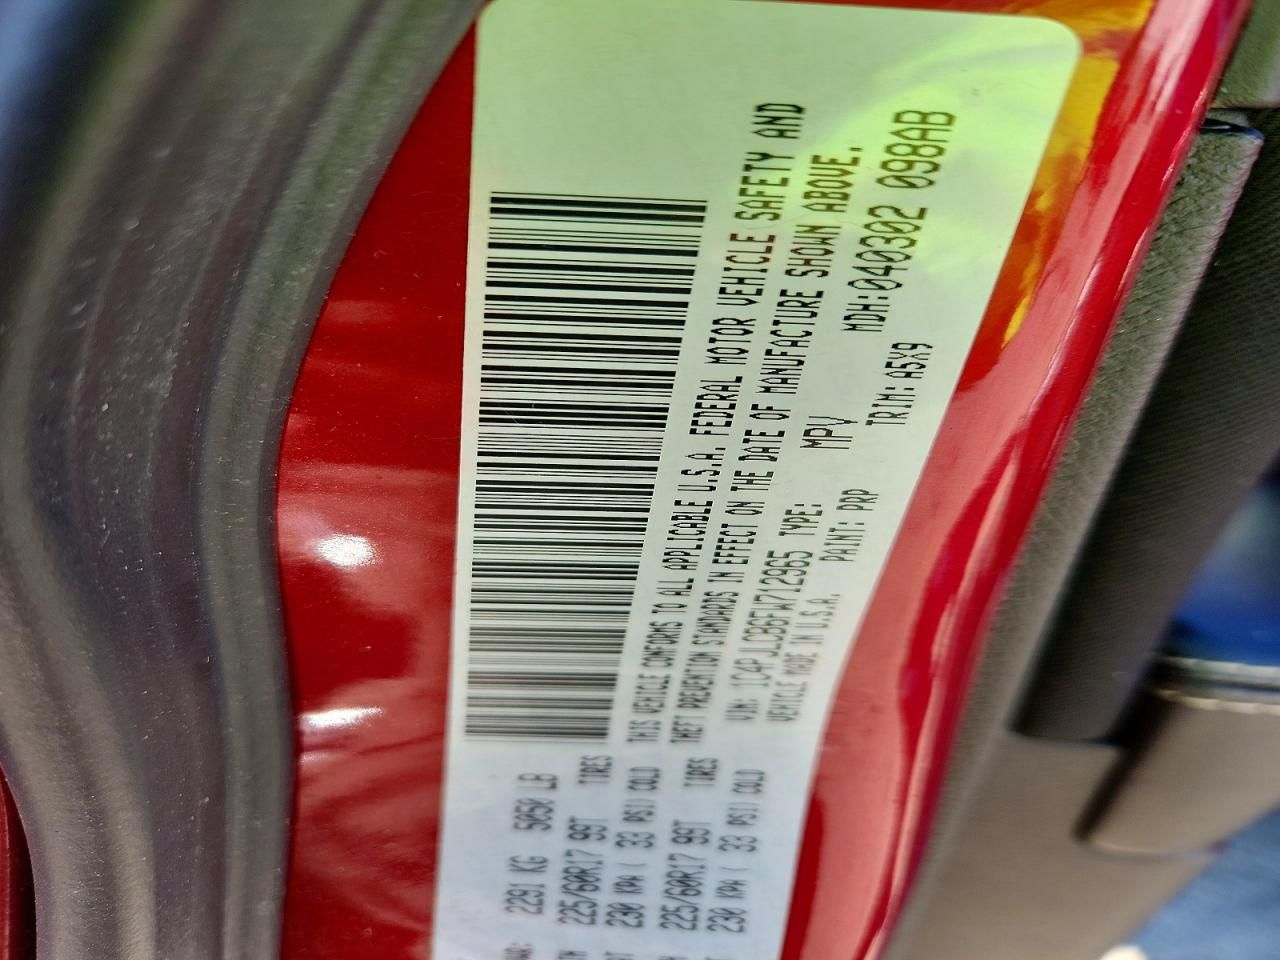 2291 KG 5050 LB
225/60R17 99T TIRES
230 KPA ( 33 PSI) COLD
225/60R17 99T TIRES
230 KPA ( 33 PSI) COLD
THIS VEHICLE CONFORMS TO ALL APPLICABLE U.S.A. FEDERAL MOTOR VEHICLE SAFETY AND
THEFT PREVENTION STANDARDS IN EFFECT ON THE DATE OF MANUFACTURE SHOWN ABOVE.
VIN: 1C4PJLCB6FW712965 TYPE: MPV MDH:040302 098AB
VEHICLE MADE IN U.S.A. PAINT: PRP TRIM: A5X9